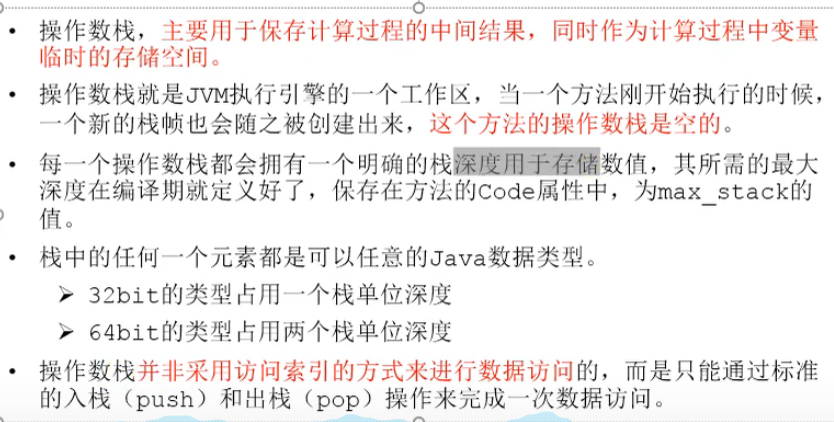 • 操作数栈，主要用于保存计算过程的中间结果，同时作为计算过程中变量
临时的存储空间。
• 操作数栈就是JVM执行引擎的一个工作区，当一个方法刚开始执行的时候，
一个新的栈帧也会随之被创建出来，这个方法的操作数栈是空的。
• 每一个操作数栈都会拥有一个明确的栈深度用于存储数值，其所需的最大
深度在编译期就定义好了，保存在方法的Code属性中，为max_stack的
值。
• 栈中的任何一个元素都是可以任意的Java数据类型。
➢ 32bit的类型占用一个栈单位深度
➢ 64bit的类型占用两个栈单位深度
• 操作数栈并非采用访问索引的方式来进行数据访问的，而是只能通过标准
的入栈（push）和出栈（pop）操作来完成一次数据访问。